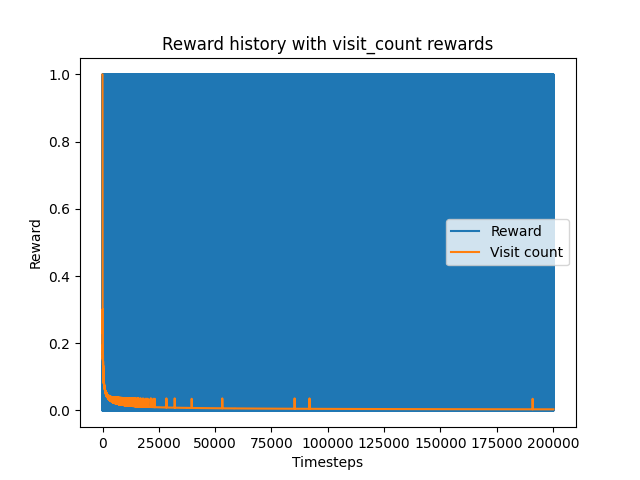 Reward history with visit_count rewards
1.0
0.8
0.6
0.4
0.2
0.0
Reward
Reward
Visit count
0 25000 50000 75000 100000 125000 150000 175000 200000
Timesteps